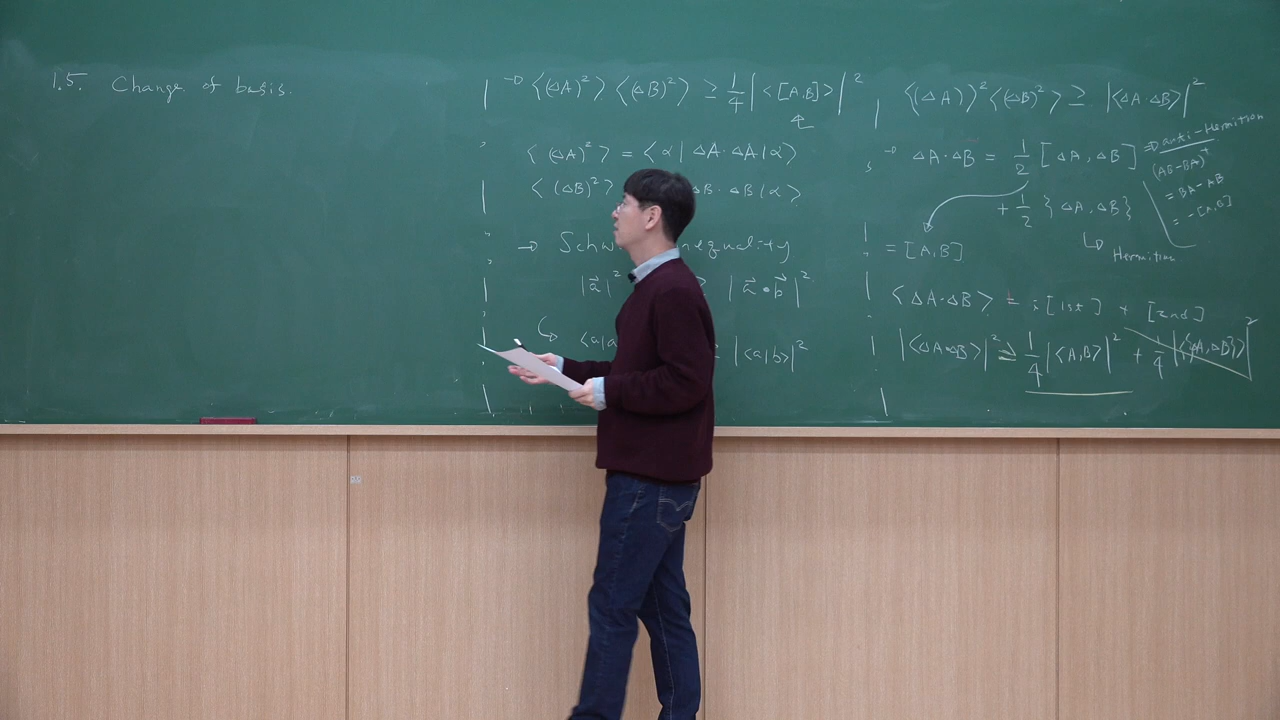 1.5. Change of basis.
→ <(ΔA)²> <(ΔB)²> ≥ 1/4 |<[A,B]>|²
<(ΔA)²> = <α| ΔA·ΔA |α>
<(ΔB)²> ΔB·ΔB |α>
→ Schw nequality
|a⃗|² |a⃗·b⃗|²
<a|a |<a|b>|²
<(ΔA)>²<(ΔB)²> ≥ |<ΔA·ΔB>|²
→ ΔA·ΔB = 1/2 [ΔA, ΔB] ⇒ anti-Hermition
(AB-BA)⁺
= BA-AB
= -[A,B]
+ 1/2 {ΔA, ΔB}
↳ Hermitian
= [A,B]
<ΔA·ΔB> = i[1st] + [2nd]
|<ΔA·ΔB>|² ≥ 1/4 |<A,B>|² + 1/4 |<{ΔA, ΔB}>|²